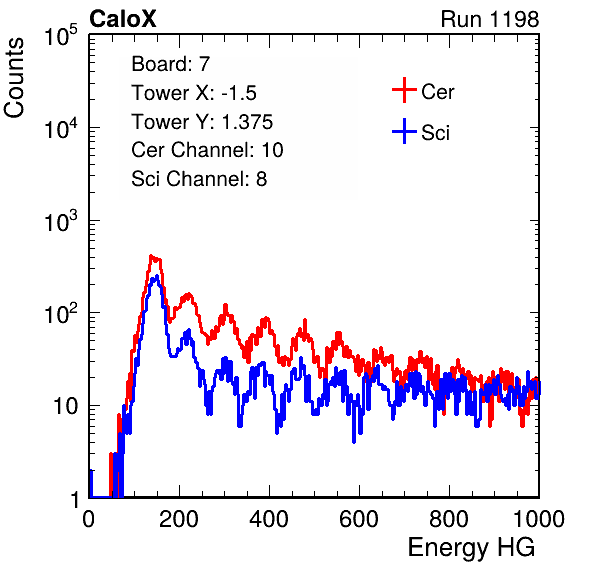 CaloX Run 1198
Counts
10^5
10^4
10^3
10^2
10
1
Board: 7
Tower X: -1.5
Tower Y: 1.375
Cer Channel: 10
Sci Channel: 8
Cer
Sci
0 200 400 600 800 1000
Energy HG